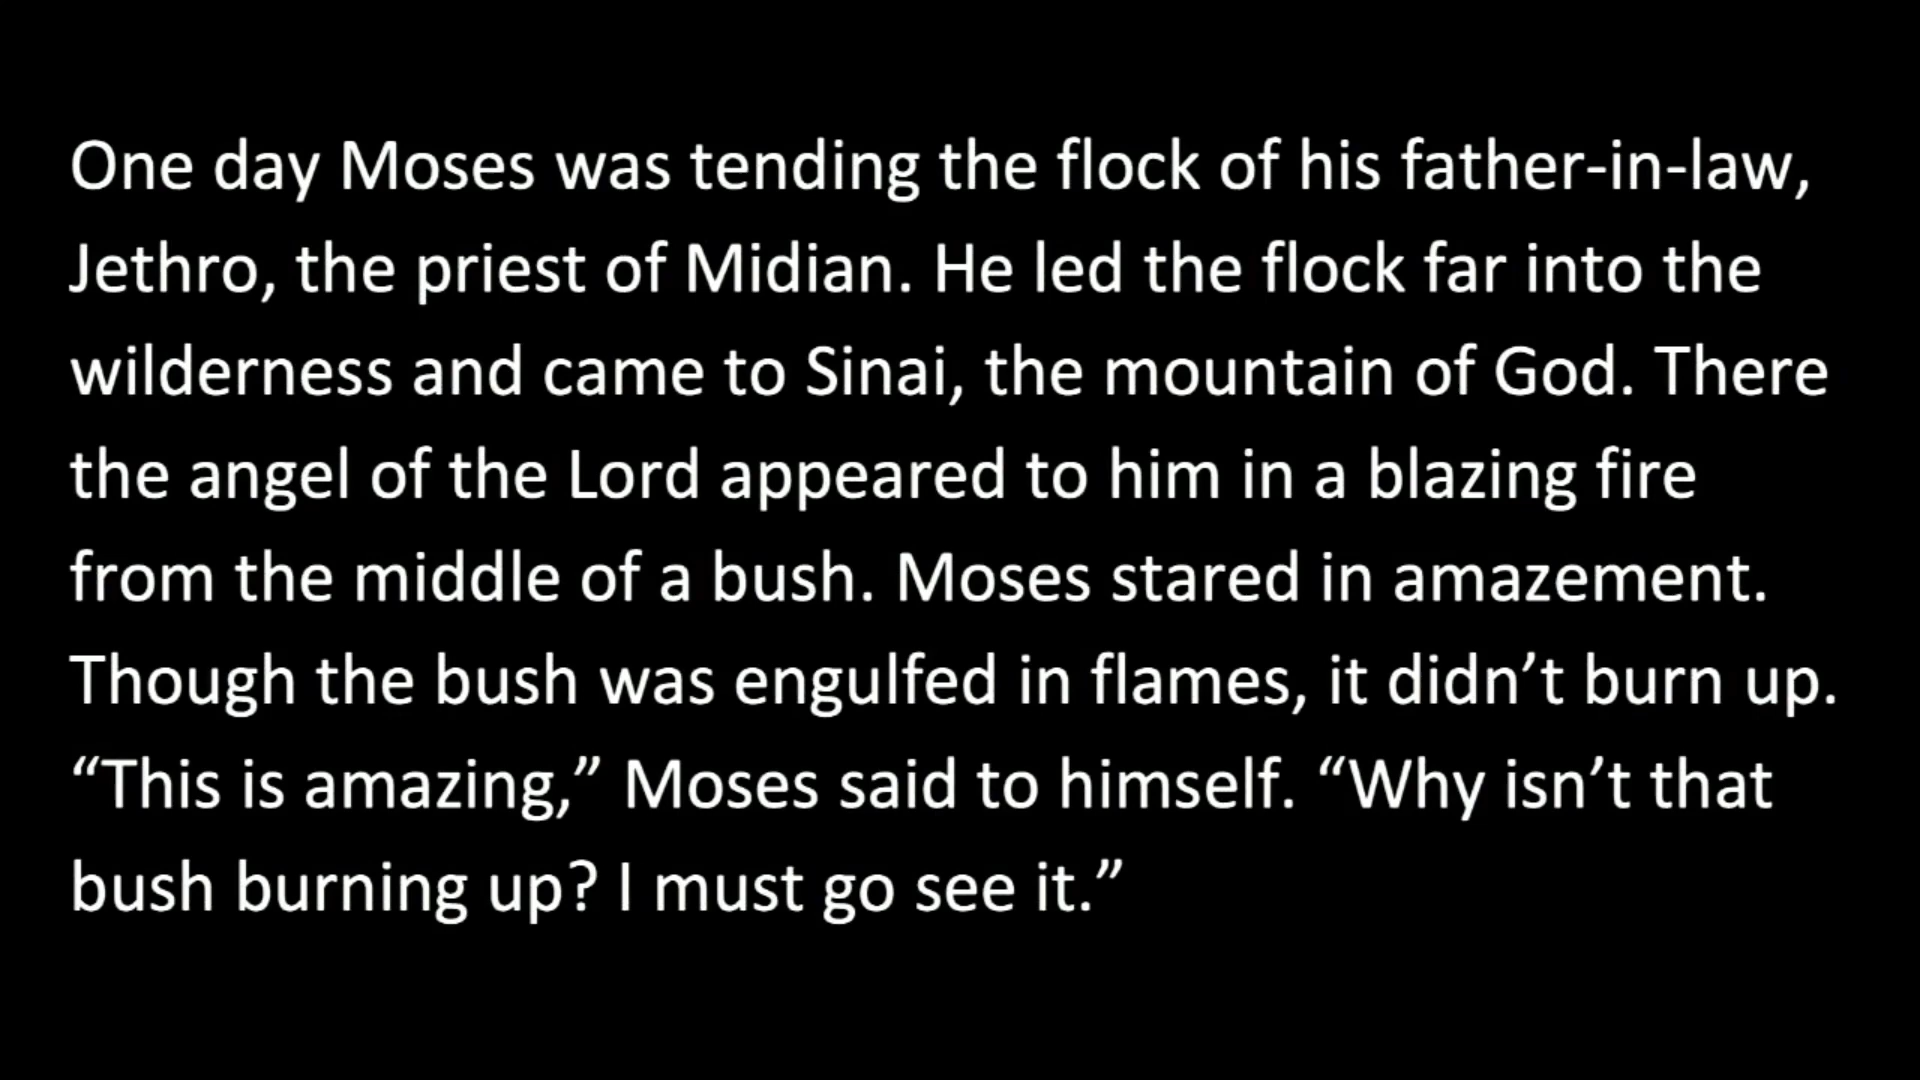 One day Moses was tending the flock of his father-in-law,
Jethro, the priest of Midian. He led the flock far into the
wilderness and came to Sinai, the mountain of God. There
the angel of the Lord appeared to him in a blazing fire
from the middle of a bush. Moses stared in amazement.
Though the bush was engulfed in flames, it didn’t burn up.
“This is amazing,” Moses said to himself. “Why isn’t that
bush burning up? I must go see it.”